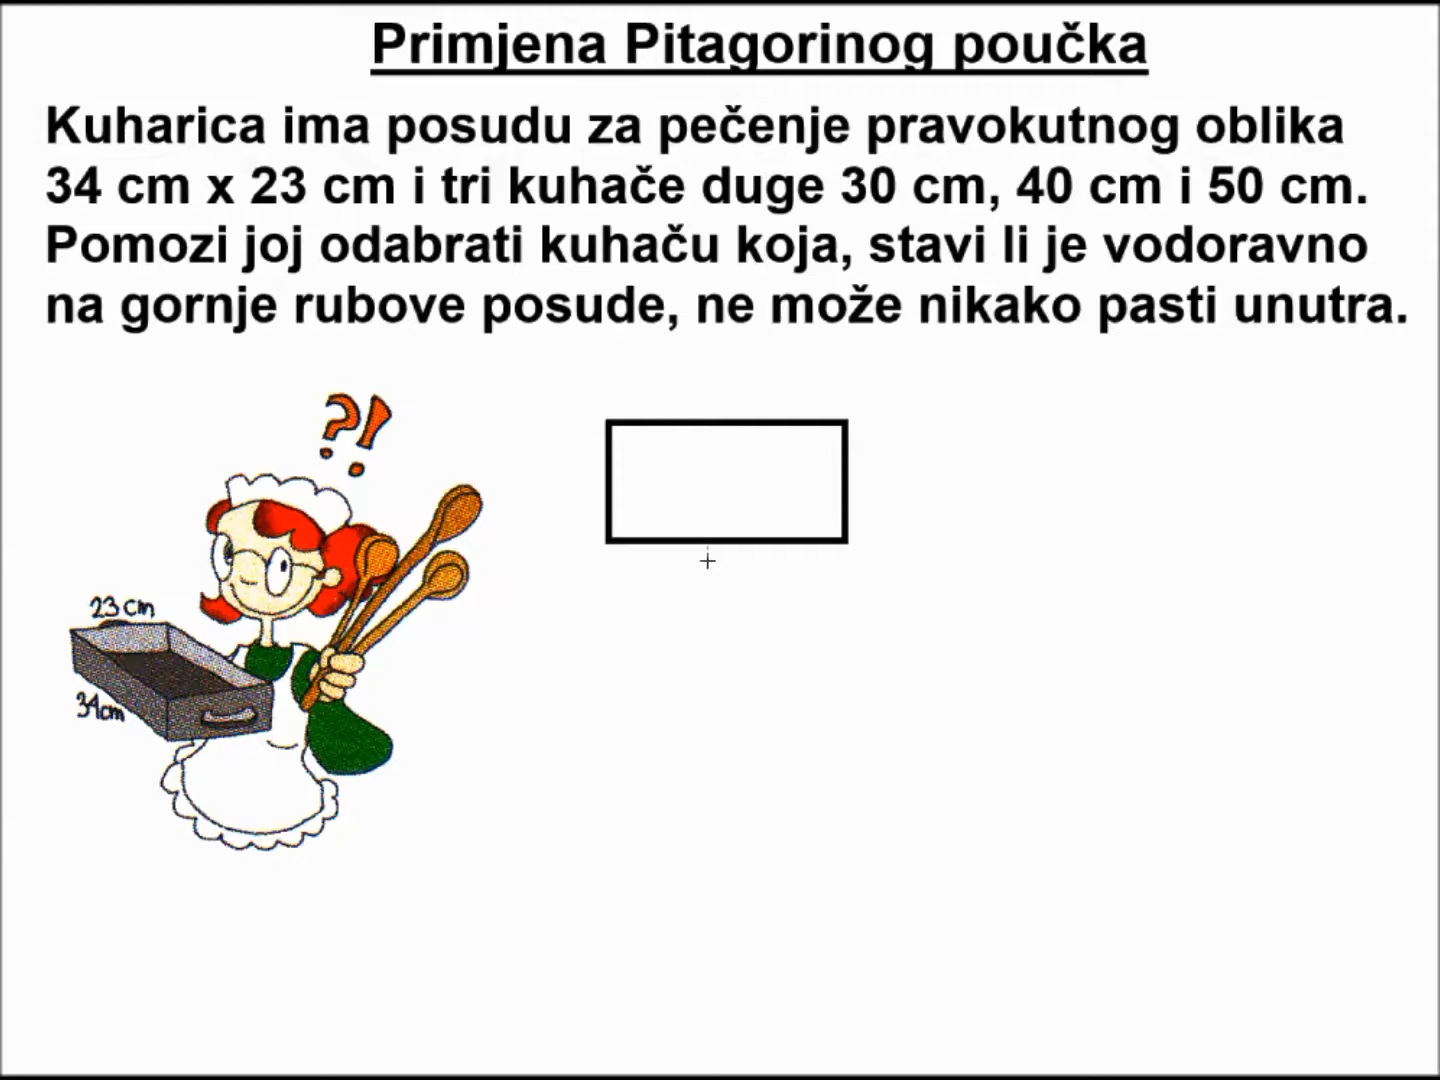 Primjena Pitagorinog poučka
Kuharica ima posudu za pečenje pravokutnog oblika
34 cm x 23 cm i tri kuhače duge 30 cm, 40 cm i 50 cm.
Pomozi joj odabrati kuhaču koja, stavi li je vodoravno
na gornje rubove posude, ne može nikako pasti unutra.
?!
23 cm
34cm